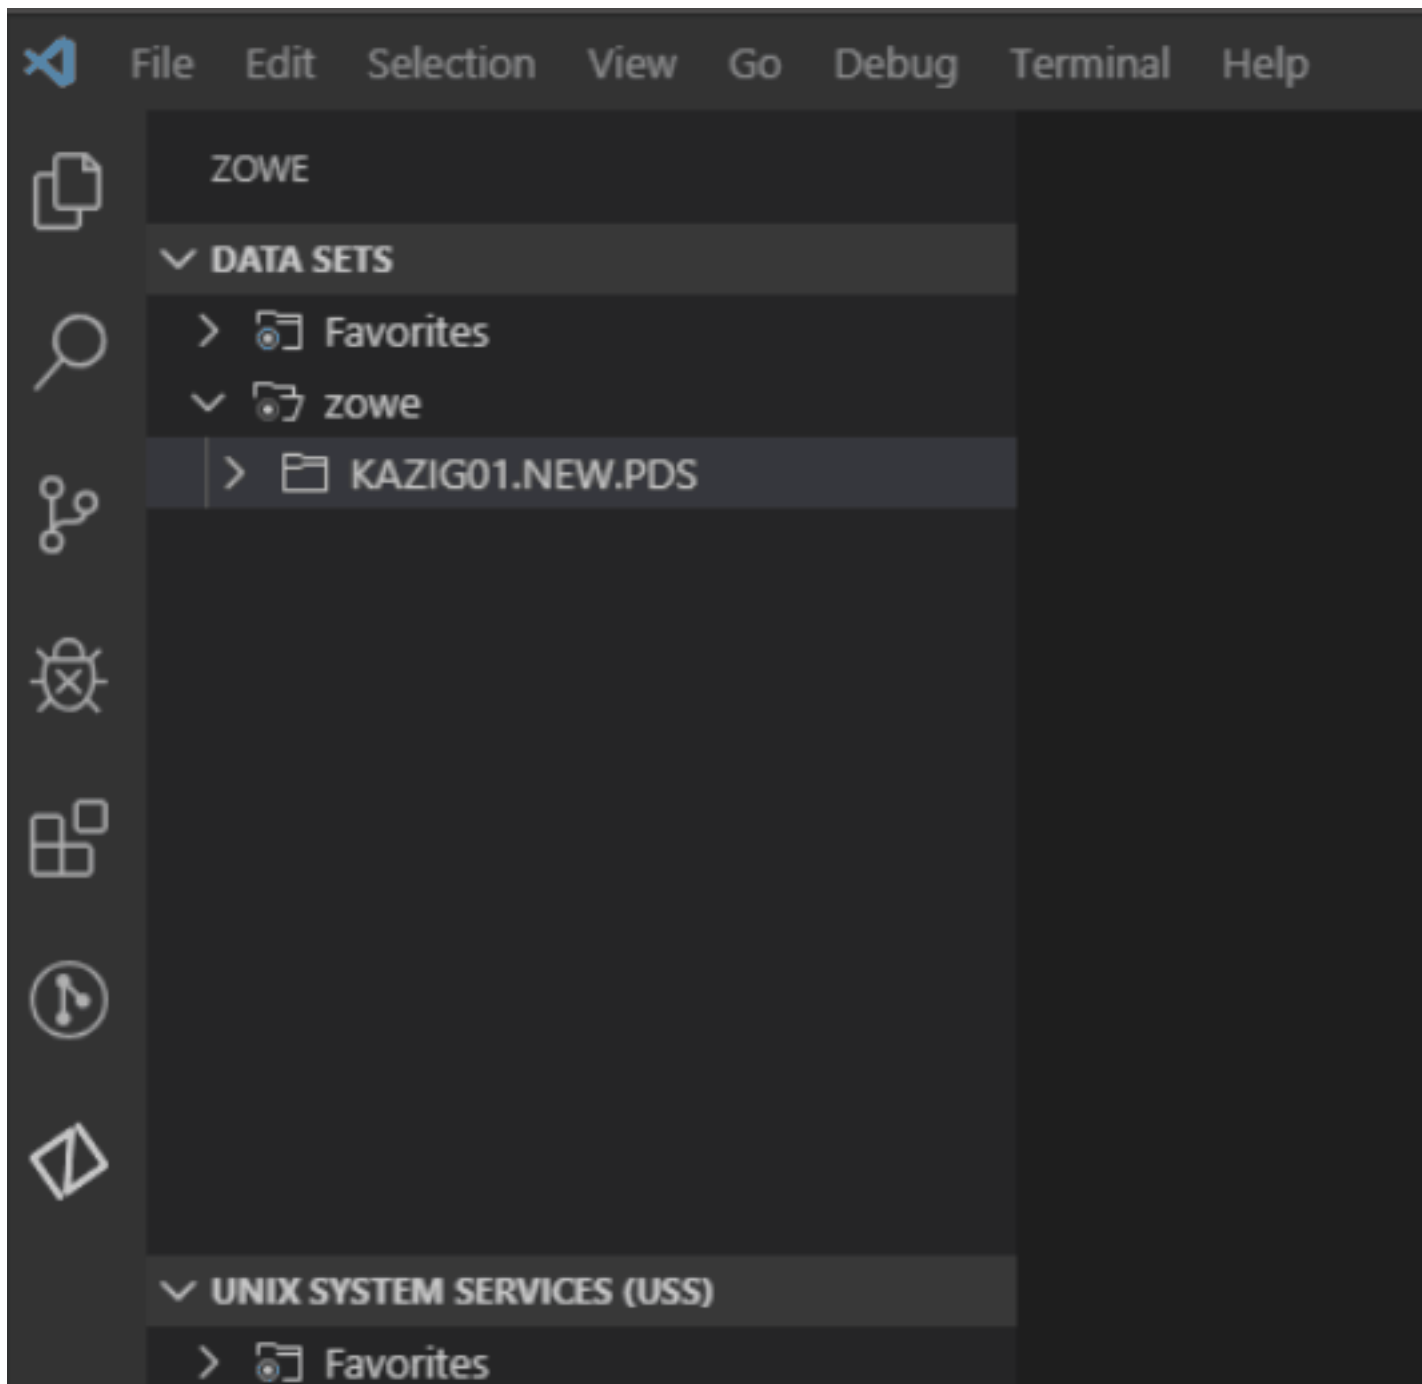 File Edit Selection View Go Debug Terminal Help
ZOWE
DATA SETS
Favorites
zowe
KAZIG01.NEW.PDS
UNIX SYSTEM SERVICES (USS)
Favorites